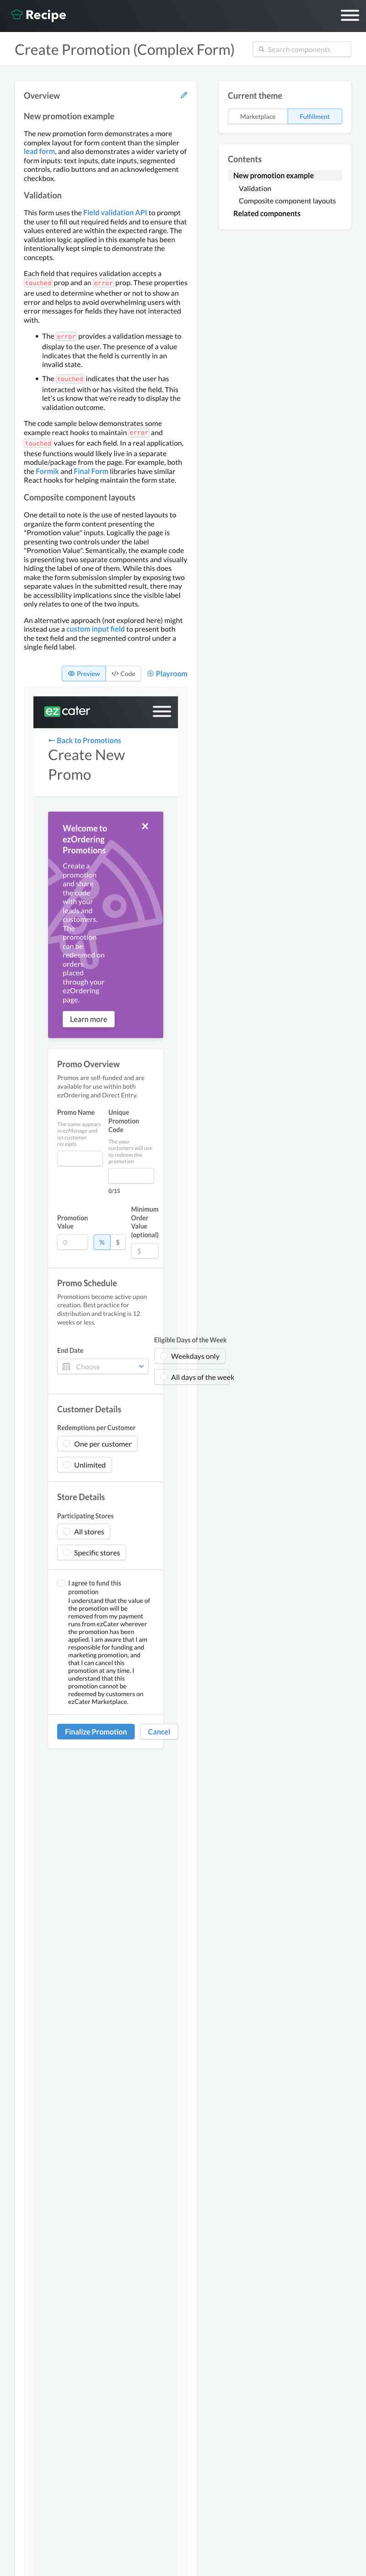 Recipe
Create Promotion (Complex Form)
Search components
Overview
New promotion example
The new promotion form demonstrates a more
complex layout for form content than the simpler
lead form, and also demonstrates a wider variety of
form inputs: text inputs, date inputs, segmented
controls, radio buttons and an acknowledgement
checkbox.
Validation
This form uses the Field validation API to prompt
the user to fill out required fields and to ensure that
values entered are within the expected range. The
validation logic applied in this example has been
intentionally kept simple to demonstrate the
concepts.
Each field that requires validation accepts a
touched prop and an error prop. These properties
are used to determine whether or not to show an
error and helps to avoid overwhelming users with
error messages for fields they have not interacted
with.
• The error provides a validation message to
display to the user. The presence of a value
indicates that the field is currently in an
invalid state.
• The touched indicates that the user has
interacted with or has visited the field. This
let's us know that we're ready to display the
validation outcome.
The code sample below demonstrates some
example react hooks to maintain error and
touched values for each field. In a real application,
these functions would likely live in a separate
module/package from the page. For example, both
the Formik and Final Form libraries have similar
React hooks for helping maintain the form state.
Composite component layouts
One detail to note is the use of nested layouts to
organize the form content presenting the
"Promotion value" inputs. Logically the page is
presenting two controls under the label
"Promotion Value". Semantically, the example code
is presenting two separate components and visually
hiding the label of one of them. While this does
make the form submission simpler by exposing two
separate values in the submitted result, there may
be a accessibility implications since the visible label
only relates to one of the two inputs.
An alternative approach (not explored here) might
instead use a custom input field to present both
the text field and the segmented control under a
single field label.
Preview
Code
Playroom
ezcater
← Back to Promotions
Create New
Promo
Welcome to
ezOrdering
Promotions
Create a
promotion
and share
the code
with your
leads and
customers.
The
promotion
can be
redeemed on
orders
placed
through your
ezOrdering
page.
Learn more
Promo Overview
Promos are self-funded and are
available for use within both
ezOrdering and Direct Entry.
Promo Name
The name appears
in ezManage and
on customer
receipts
Unique
Promotion
Code
The your
customers will use
to redeem the
promotion
0/15
Promotion
Value
0
%
$
Minimum
Order
Value
(optional)
$
Promo Schedule
Promotions become active upon
creation. Best practice for
distribution and tracking is 12
weeks or less.
End Date
Choose
Eligible Days of the Week
Weekdays only
All days of the week
Customer Details
Redemptions per Customer
One per customer
Unlimited
Store Details
Participating Stores
All stores
Specific stores
I agree to fund this
promotion
I understand that the value of
the promotion will be
removed from my payment
runs from ezCater wherever
the promotion has been
applied. I am aware that I am
responsible for funding and
marketing promotion, and
that I can cancel this
promotion at any time. I
understand that this
promotion cannot be
redeemed by customers on
ezCater Marketplace.
Finalize Promotion
Cancel
Current theme
Marketplace
Fulfillment
Contents
New promotion example
Validation
Composite component layouts
Related components